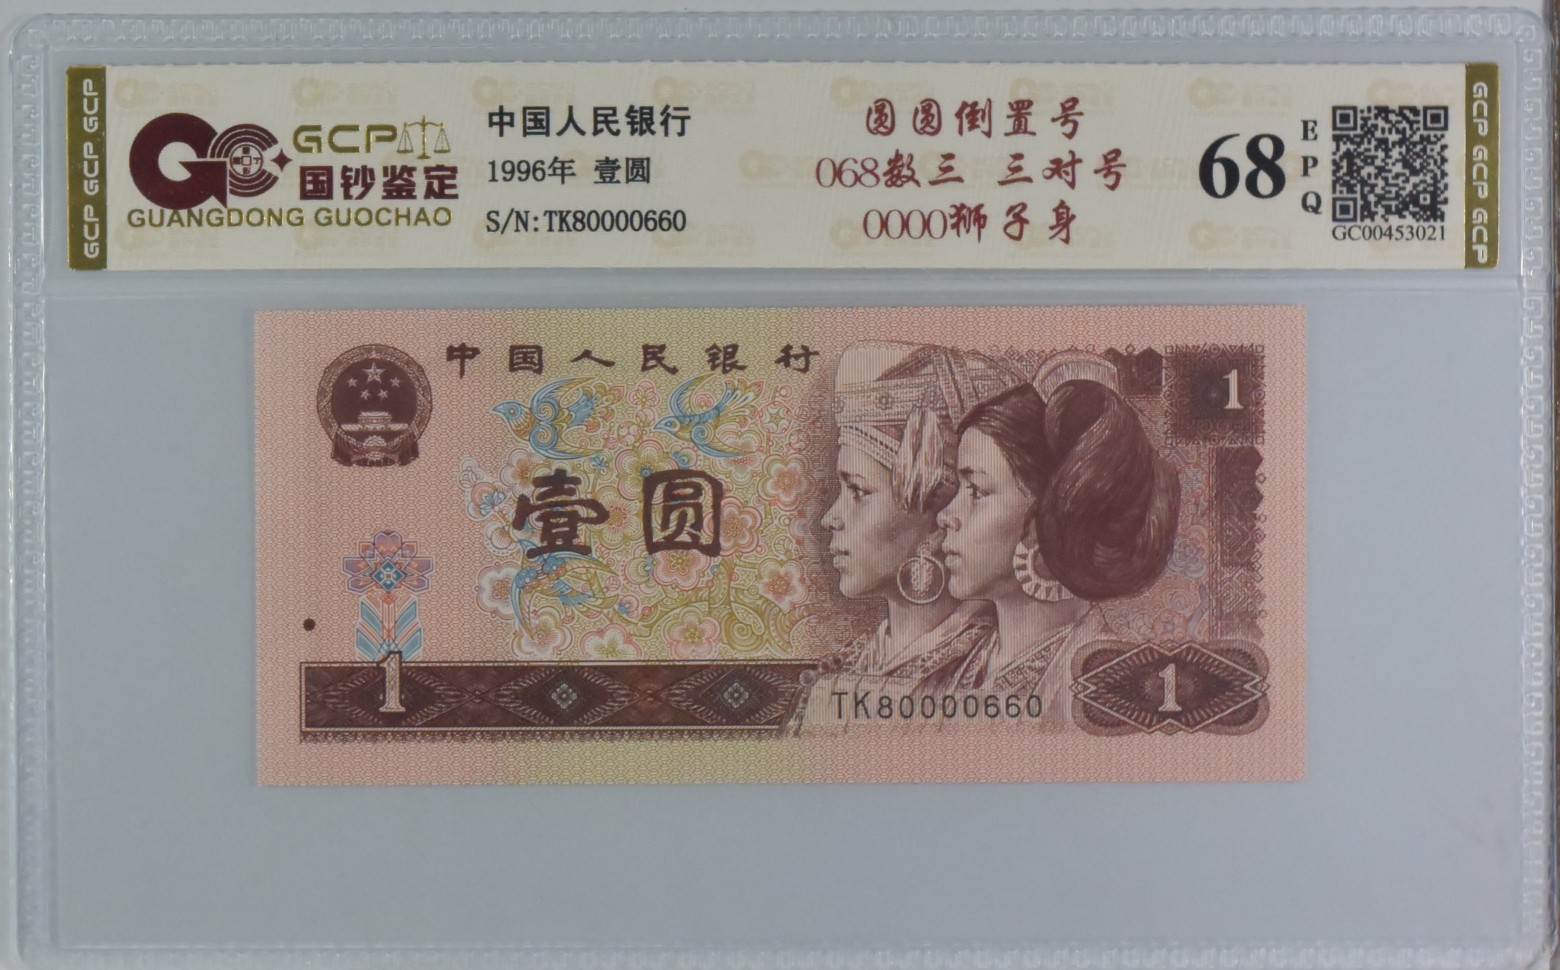 GCP GCP GCP
GCP
国钞鉴定
GUANGDONG GUOCHAO
中国人民银行
1996年 壹圆
S/N:TK80000660
圆圆倒置号
068数三 三对号
0000狮子身
68
EPQ
GC00453021
GCP GCP GCP
中国人民银行
1
壹圆
1
TK80000660
1